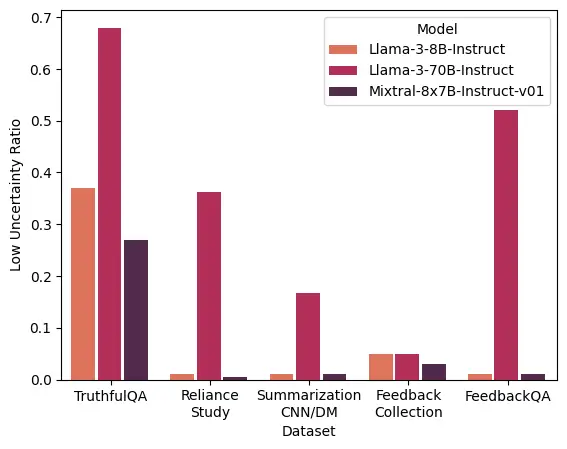 Model
Llama-3-8B-Instruct
Llama-3-70B-Instruct
Mixtral-8x7B-Instruct-v01
Low Uncertainty Ratio
0.7
0.6
0.5
0.4
0.3
0.2
0.1
0.0
TruthfulQA
Reliance
Study
Summarization
CNN/DM
Feedback
Collection
FeedbackQA
Dataset